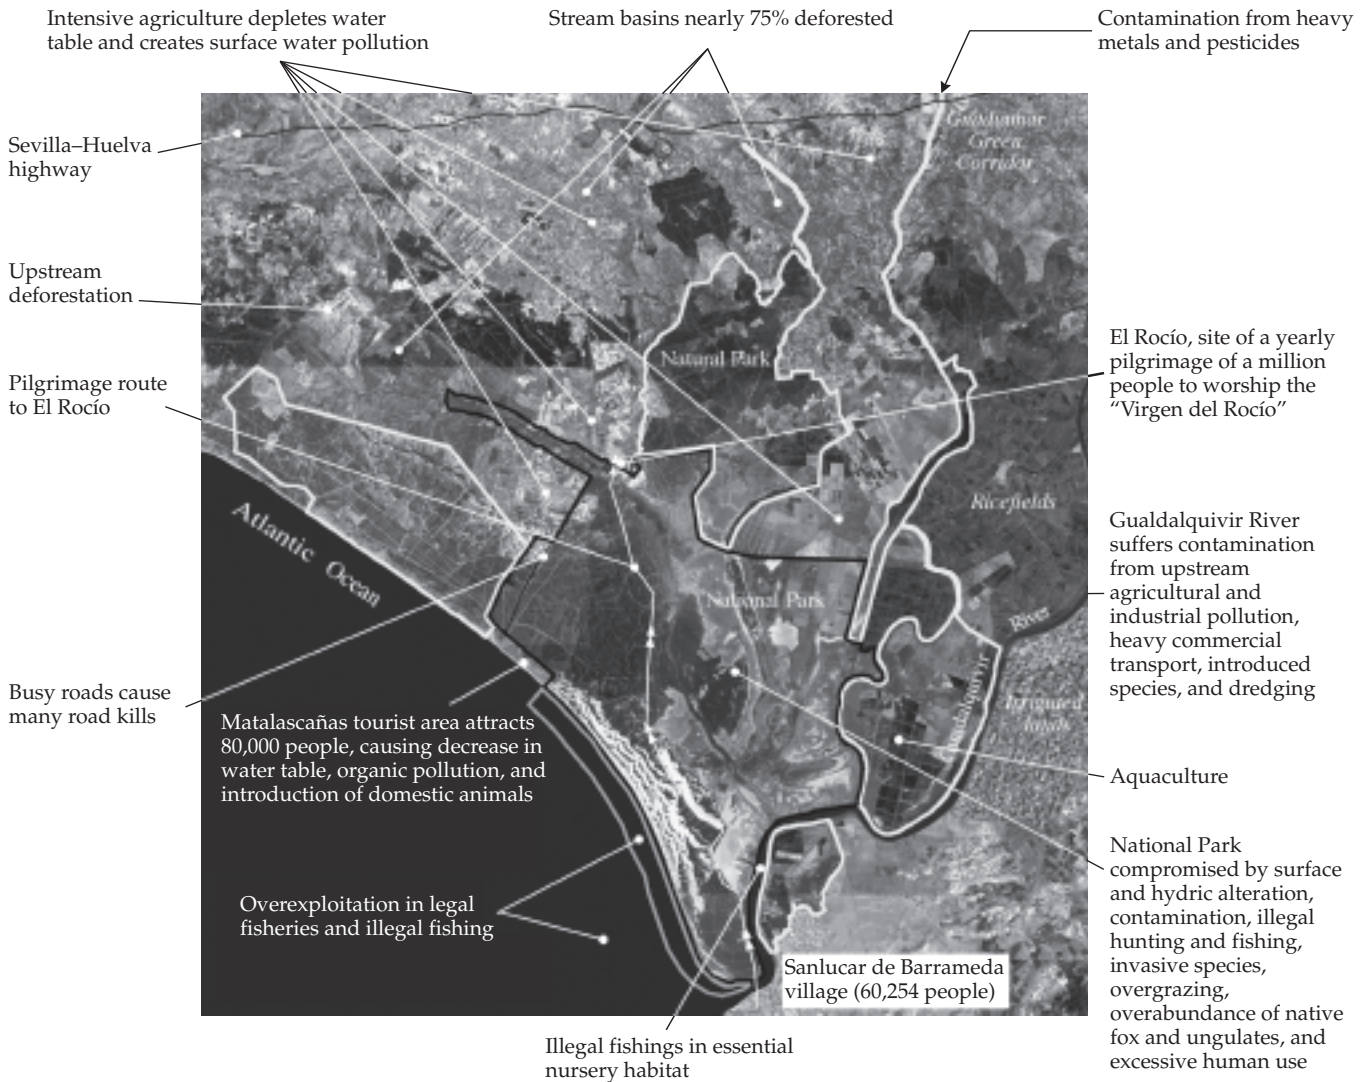 Intensive agriculture depletes water
table and creates surface water pollution
Stream basins nearly 75% deforested
Contamination from heavy
metals and pesticides
Sevilla–Huelva
highway
Guadiamar
Green
Corridor
Upstream
deforestation
Natural Park
El Rocío, site of a yearly
pilgrimage of a million
people to worship the
“Virgen del Rocío”
Pilgrimage route
to El Rocío
Ricefields
Atlantic Ocean
Gualdalquivir River
suffers contamination
from upstream
agricultural and
industrial pollution,
heavy commercial
transport, introduced
species, and dredging
National Park
River
Guadalquivir
Irrigated
lands
Busy roads cause
many road kills
Matalascañas tourist area attracts
80,000 people, causing decrease in
water table, organic pollution, and
introduction of domestic animals
Aquaculture
National Park
compromised by surface
and hydric alteration,
contamination, illegal
hunting and fishing,
invasive species,
overgrazing,
overabundance of native
fox and ungulates, and
excessive human use
Overexploitation in legal
fisheries and illegal fishing
Sanlucar de Barrameda
village (60,254 people)
Illegal fishings in essential
nursery habitat